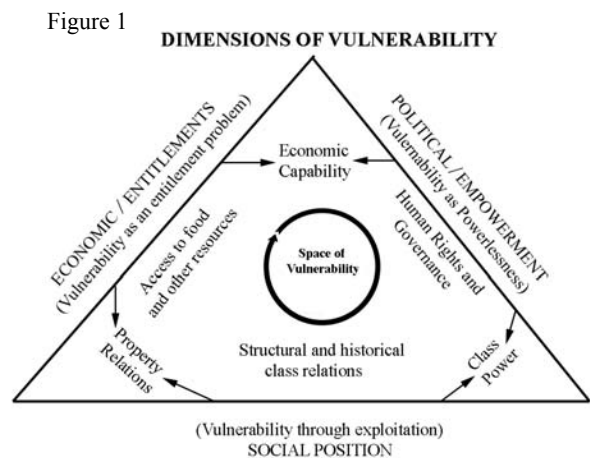 Figure 1
DIMENSIONS OF VULNERABILITY
ECONOMIC / ENTITLEMENTS
(Vulnerability as an entitlement problem)
POLITICAL / EMPOWERMENT
(Vulernability as Powerlessness)
Economic
Capability
Access to food
and other resources
Human Rights and
Governance
Space of
Vulnerability
Property
Relations
Structural and historical
class relations
Class
Power
(Vulnerability through exploitation)
SOCIAL POSITION